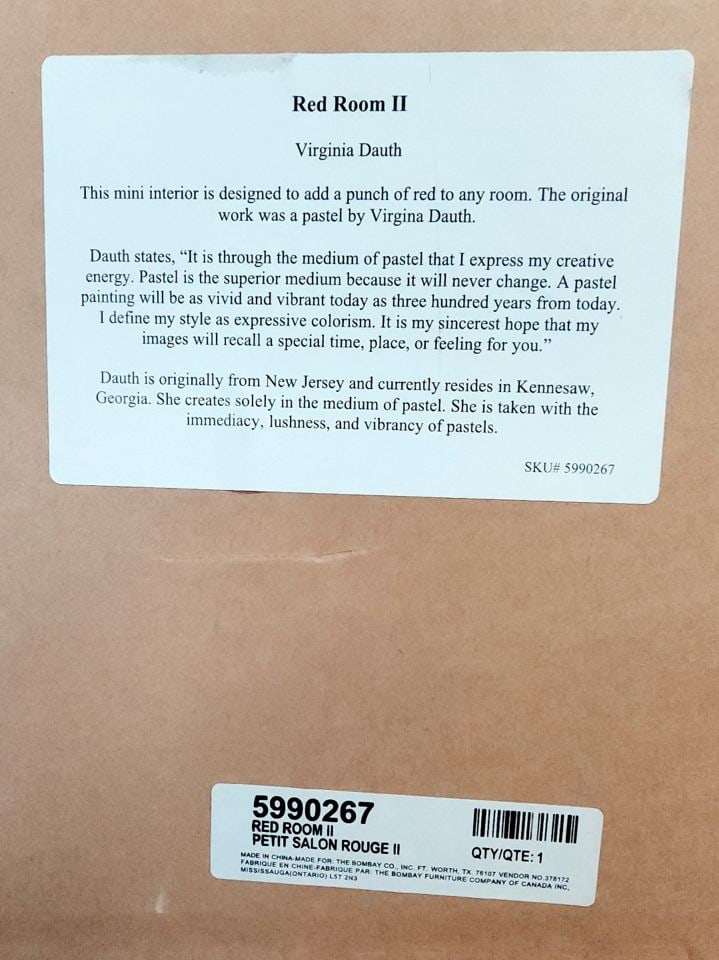 Red Room II
Virginia Dauth
This mini interior is designed to add a punch of red to any room. The original
work was a pastel by Virgina Dauth.
Dauth states, “It is through the medium of pastel that I express my creative
energy. Pastel is the superior medium because it will never change. A pastel
painting will be as vivid and vibrant today as three hundred years from today.
I define my style as expressive colorism. It is my sincerest hope that my
images will recall a special time, place, or feeling for you.”
Dauth is originally from New Jersey and currently resides in Kennesaw,
Georgia. She creates solely in the medium of pastel. She is taken with the
immediacy, lushness, and vibrancy of pastels.
SKU# 5990267
5990267
RED ROOM II
PETIT SALON ROUGE II
QTY/QTE: 1
MADE IN CHINA-MADE FOR: THE BOMBAY CO., INC. FT. WORTH, TX. 76107 VENDOR NO.378172
FABRIQUE EN CHINE-FABRIQUE PAR: THE BOMBAY FURNITURE COMPANY OF CANADA INC,
MISSISSAUGA(ONTARIO) L5T 2N3